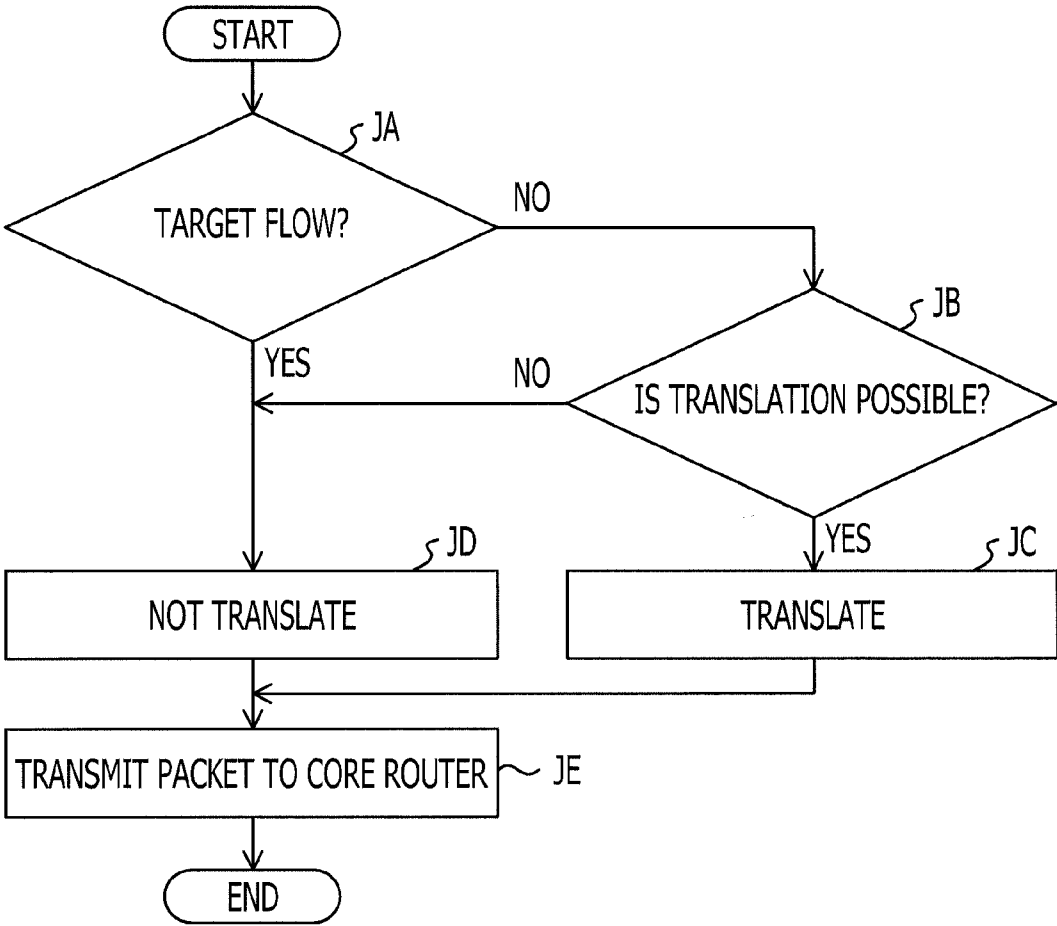 START
JA
TARGET FLOW?
NO
JB
YES
NO
IS TRANSLATION POSSIBLE?
YES
JD
JC
NOT TRANSLATE
TRANSLATE
TRANSMIT PACKET TO CORE ROUTER
JE
END